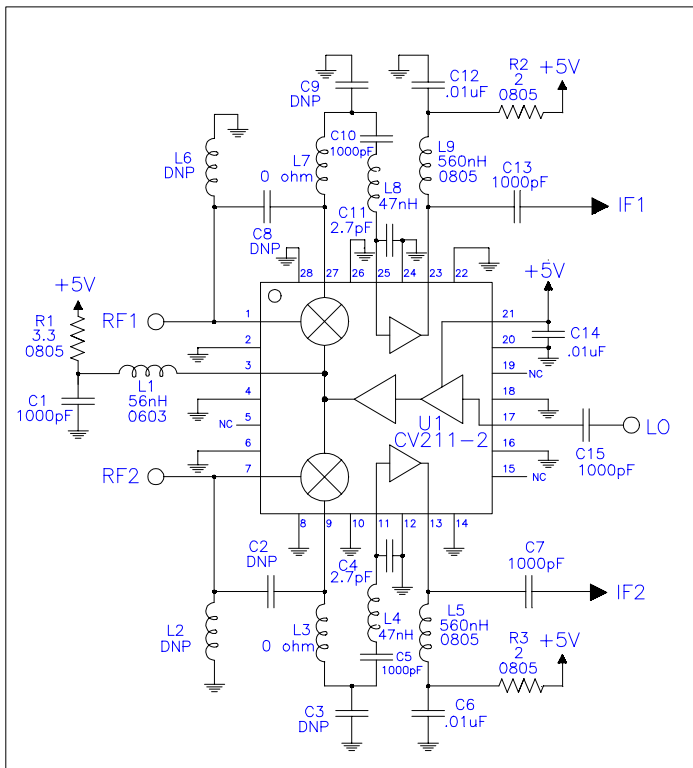 C9
DNP
C12
.01uF
R2
2
0805
+5V
L6
DNP
L7
0 ohm
C10
1000pF
L8
47nH
L9
560nH
0805
C13
1000pF
IF1
C8
DNP
C11
2.7pF
28
27
26
25
24
23
22
+5V
R1
3.3
0805
RF1
1
21
+5V
2
20
C14
.01uF
3
19
NC
L1
56nH
0603
C1
1000pF
4
18
NC
5
17
LO
U1
CV211-2
C15
1000pF
6
16
RF2
7
15
NC
8
9
10
11
12
13
14
C2
DNP
C4
2.7pF
C7
1000pF
IF2
L2
DNP
L3
0 ohm
L4
47nH
C5
1000pF
L5
560nH
0805
R3
2
0805
+5V
C3
DNP
C6
.01uF